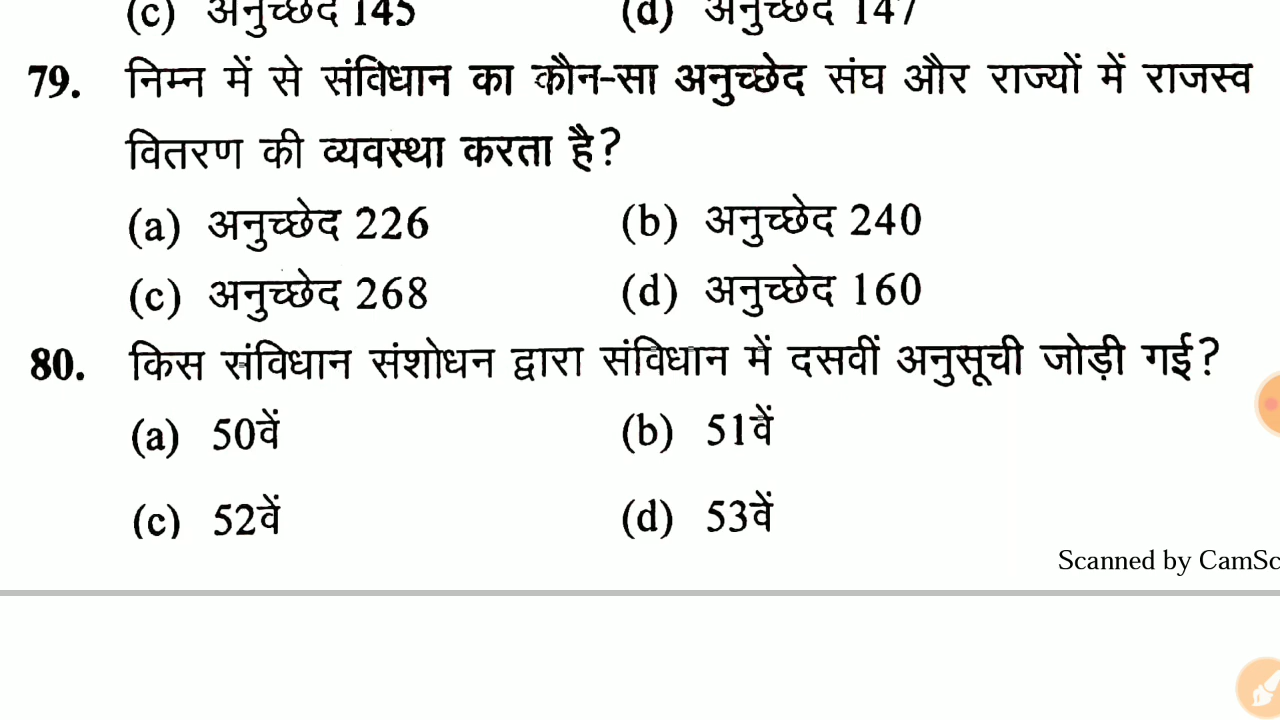 (c) अनुच्छेद 145 (d) अनुच्छेद 147
79. निम्न में से संविधान का कौन-सा अनुच्छेद संघ और राज्यों में राजस्व
वितरण की व्यवस्था करता है?
(a) अनुच्छेद 226 (b) अनुच्छेद 240
(c) अनुच्छेद 268 (d) अनुच्छेद 160
80. किस संविधान संशोधन द्वारा संविधान में दसवीं अनुसूची जोड़ी गई?
(a) 50वें (b) 51वें
(c) 52वें (d) 53वें
Scanned by CamSc